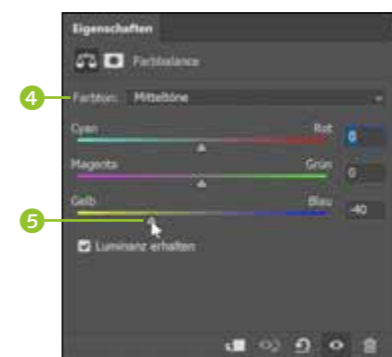 Eigenschaften
Farbbalance
4 Farbton: Mitteltöne
Cyan Rot 0
Magenta Grün 0
Gelb Blau -40
5
Luminanz erhalten